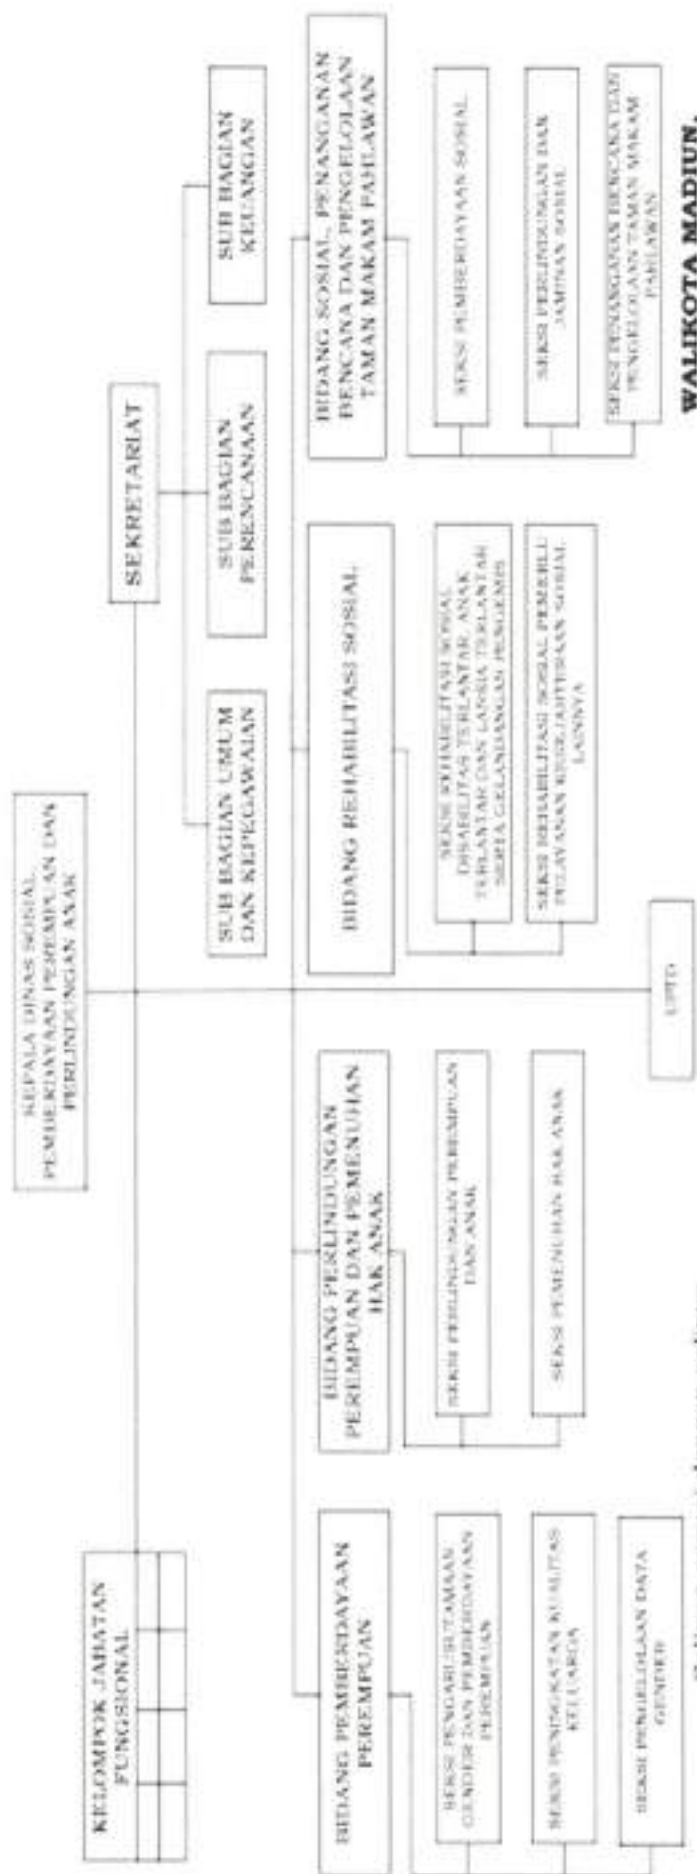 KEPALA DINAS SOSIAL,
PEMBERDAYAAN PEREMPUAN DAN
PERLINDUNGAN ANAK
KELOMPOK JABATAN
FUNGSIONAL
SEKRETARIAT
SUB BAGIAN UMUM
DAN KEPEGAWAIAN
SUB BAGIAN
PERENCANAAN
SUB BAGIAN
KEUANGAN
BIDANG PEMBERDAYAAN
PEREMPUAN
SEKSI PENGARUSUTAMAAN
GENDER DAN PEMBERDAYAAN
PEREMPUAN
SEKSI PENINGKATAN KUALITAS
KELUARGA
SEKSI PENGELOLAAN DATA
GENDER
BIDANG PERLINDUNGAN
PEREMPUAN DAN PEMENUHAN
HAK ANAK
SEKSI PERLINDUNGAN PEREMPUAN
DAN ANAK
SEKSI PEMENUHAN HAK ANAK
BIDANG REHABILITASI SOSIAL
SEKSI REHABILITASI SOSIAL
DISABILITAS TERLANTAR, ANAK
TERLANTAR DAN LANSIA TERLANTAR
SERTA GELANDANGAN PENGEMIS
SEKSI REHABILITASI SOSIAL PEMERLU
PELAYANAN KESEJAHTERAAN SOSIAL
LAINNYA
BIDANG SOSIAL, PENANGANAN
BENCANA DAN PENGELOLAAN
TAMAN MAKAM PAHLAWAN
SEKSI PEMBERDAYAAN SOSIAL
SEKSI PERLINDUNGAN DAN
JAMINAN SOSIAL
SEKSI PENANGANAN BENCANA DAN
PENGELOLAAN TAMAN MAKAM
PAHLAWAN
UPTD
WALIKOTA MADIUN,